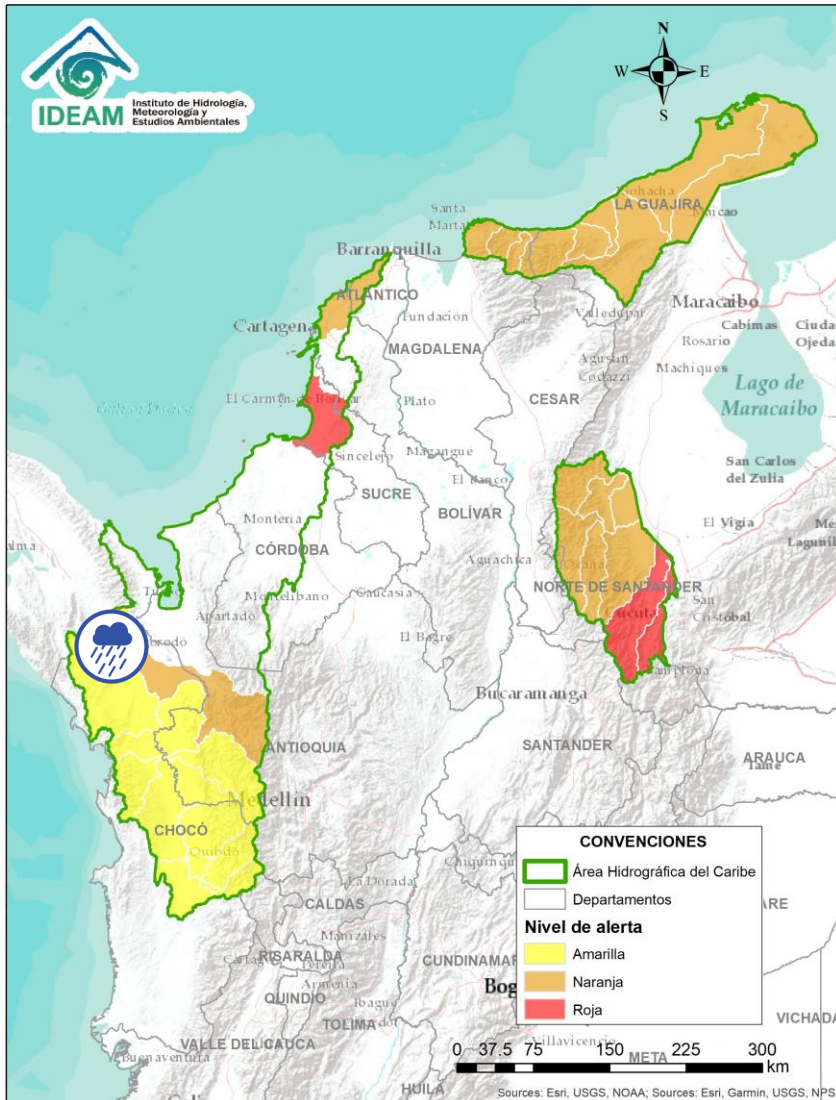 IDEAM
Instituto de Hidrología,
Meteorología y
Estudios Ambientales
N
W
E
S
Santa
Marta
LA GUAJIRA
Maicao
Barranquilla
ATLÁNTICO
Cartagena
Fundación
Valledupar
Maracaibo
Cabimas
Ciudad
Ojeda
Rosario
Machiques
MAGDALENA
Agustín
Codazzi
CESAR
Lago de
Maracaibo
El Carmen de Bolívar
Plato
Sincelejo
Magangué
San Carlos
del Zulia
SUCRE
El Banco
BOLÍVAR
El Vigía
Montería
CÓRDOBA
Aguachica
Ocaña
NORTE DE SANTANDER
Cúcuta
San
Cristóbal
Apartado
Montelíbano
Caucasia
El Bagre
Pamplona
Bucaramanga
ANTIOQUIA
SANTANDER
ARAUCA
Tame
Medellín
CHOCÓ
Quibdó
La Dorada
CALDAS
Manizales
RISARALDA
Pereira
Armenia
QUINDÍO
Ibagué
TOLIMA
VALLE DEL CAUCA
Buenaventura
HUILA
Villavicencio
META
VICHADA
CONVENCIONES
Área Hidrográfica del Caribe
Departamentos
Nivel de alerta
Amarilla
Naranja
Roja
0 37.5 75 150 225 300
km
Sources: Esri, USGS, NOAA; Sources: Esri, Garmin, USGS, NPS